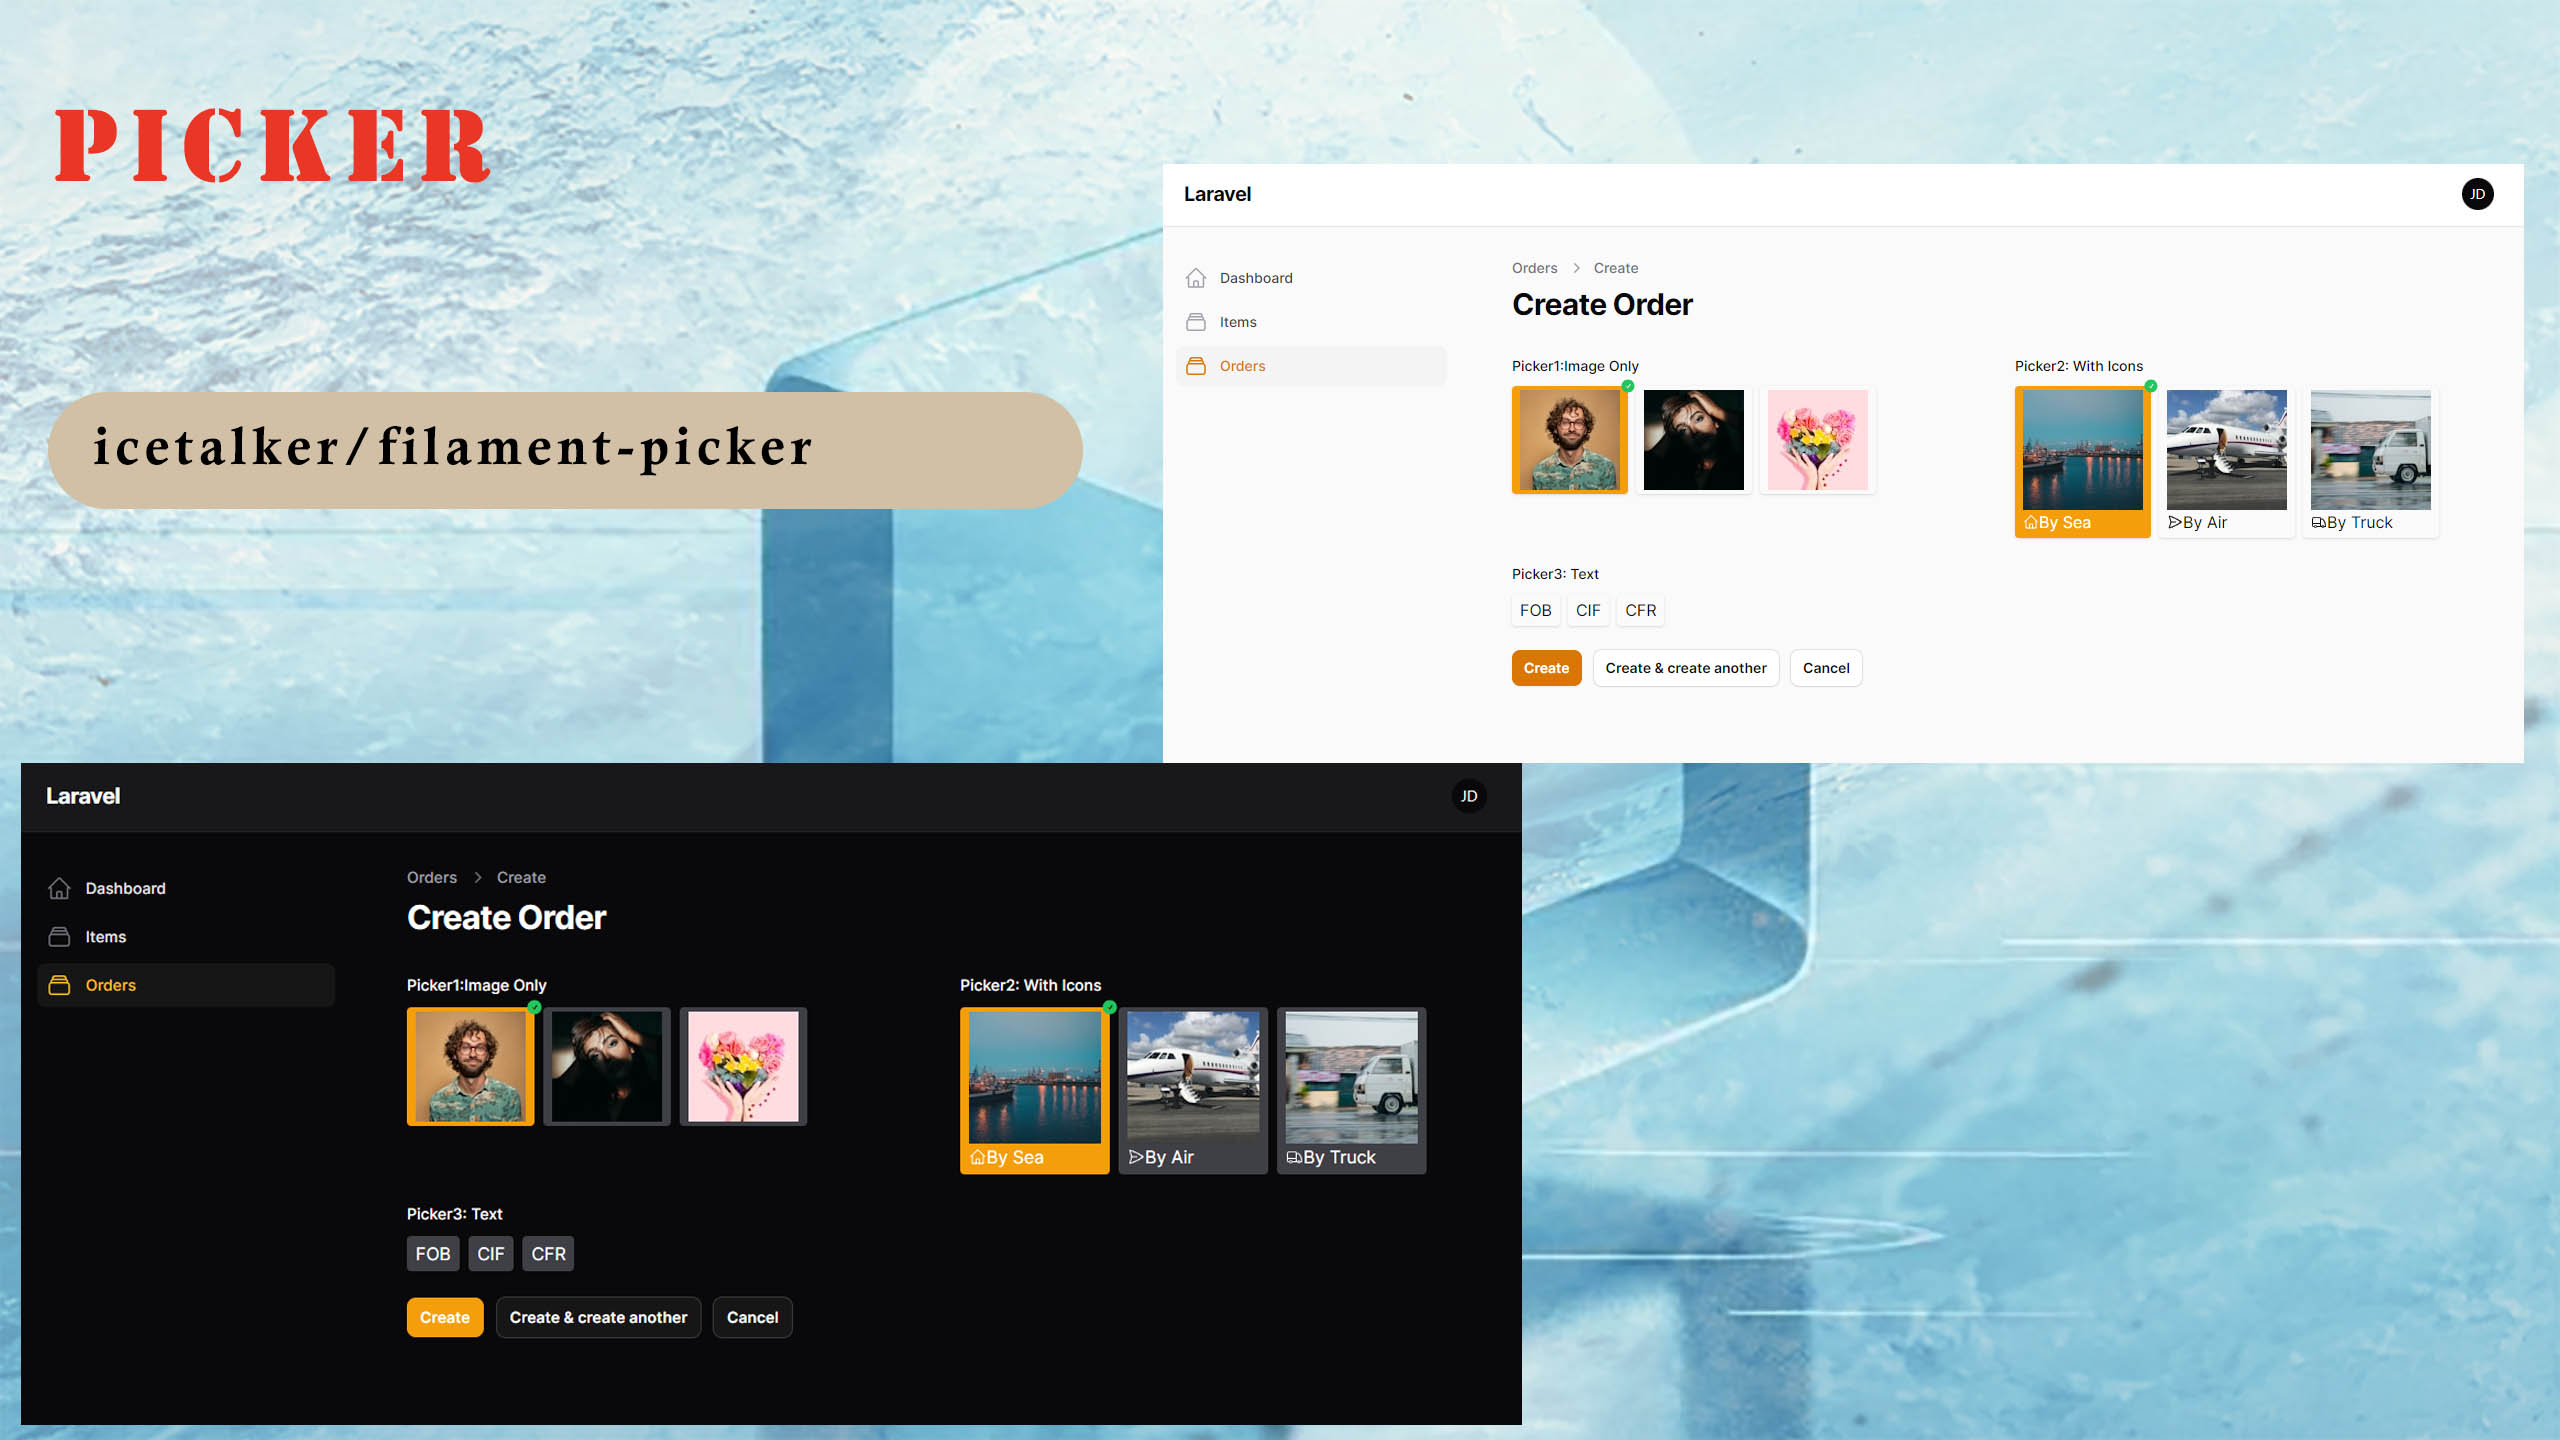 PICKER
icetalker/filament-picker
Laravel
JD
Dashboard
Items
Orders
Orders > Create
Create Order
Picker1:Image Only
Picker2: With Icons
By Sea
By Air
By Truck
Picker3: Text
FOB
CIF
CFR
Create
Create & create another
Cancel
Laravel
JD
Dashboard
Items
Orders
Orders > Create
Create Order
Picker1:Image Only
Picker2: With Icons
By Sea
By Air
By Truck
Picker3: Text
FOB
CIF
CFR
Create
Create & create another
Cancel